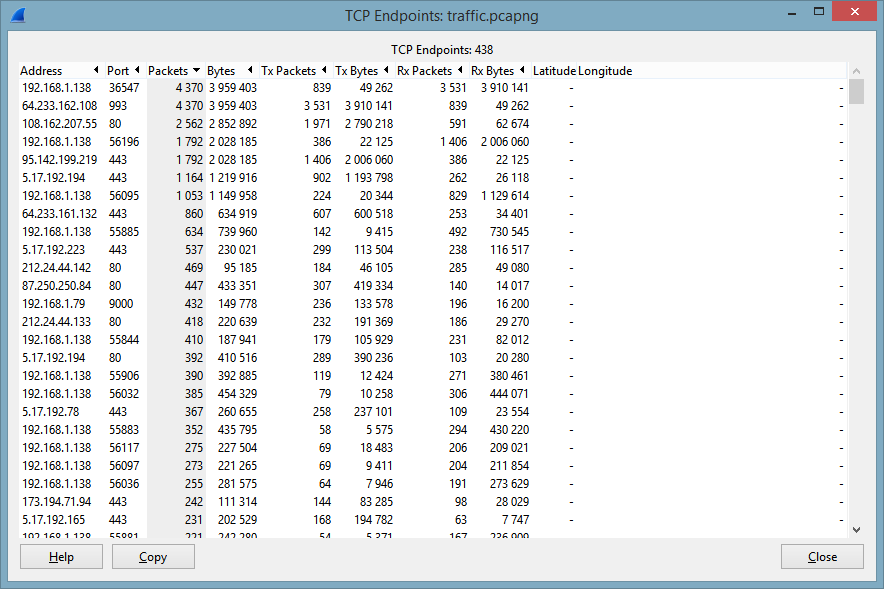 TCP Endpoints: traffic.pcapng
TCP Endpoints: 438
Address Port Packets Bytes Tx Packets Tx Bytes Rx Packets Rx Bytes Latitude Longitude
192.168.1.138 36547 4 370 3 959 403 839 49 262 3 531 3 910 141 - -
64.233.162.108 993 4 370 3 959 403 3 531 3 910 141 839 49 262 - -
108.162.207.55 80 2 562 2 852 892 1 971 2 790 218 591 62 674 - -
192.168.1.138 56196 1 792 2 028 185 386 22 125 1 406 2 006 060 - -
95.142.199.219 443 1 792 2 028 185 1 406 2 006 060 386 22 125 - -
5.17.192.194 443 1 164 1 219 916 902 1 193 798 262 26 118 - -
192.168.1.138 56095 1 053 1 149 958 224 20 344 829 1 129 614 - -
64.233.161.132 443 860 634 919 607 600 518 253 34 401 - -
192.168.1.138 55885 634 739 960 142 9 415 492 730 545 - -
5.17.192.223 443 537 230 021 299 113 504 238 116 517 - -
212.24.44.142 80 469 95 185 184 46 105 285 49 080 - -
87.250.250.84 80 447 433 351 307 419 334 140 14 017 - -
192.168.1.79 9000 432 149 778 236 133 578 196 16 200 - -
212.24.44.133 80 418 220 639 232 191 369 186 29 270 - -
192.168.1.138 55844 410 187 941 179 105 929 231 82 012 - -
5.17.192.194 80 392 410 516 289 390 236 103 20 280 - -
192.168.1.138 55906 390 392 885 119 12 424 271 380 461 - -
192.168.1.138 56032 385 454 329 79 10 258 306 444 071 - -
5.17.192.78 443 367 260 655 258 237 101 109 23 554 - -
192.168.1.138 55883 352 435 795 58 5 575 294 430 220 - -
192.168.1.138 56117 275 227 504 69 18 483 206 209 021 - -
192.168.1.138 56097 273 221 265 69 9 411 204 211 854 - -
192.168.1.138 56036 255 281 575 64 7 946 191 273 629 - -
173.194.71.94 443 242 111 314 144 83 285 98 28 029 - -
5.17.192.165 443 231 202 529 168 194 782 63 7 747 - -
192.168.1.138 55881 221 242 280 54 5 371 167 236 909
Help Copy Close